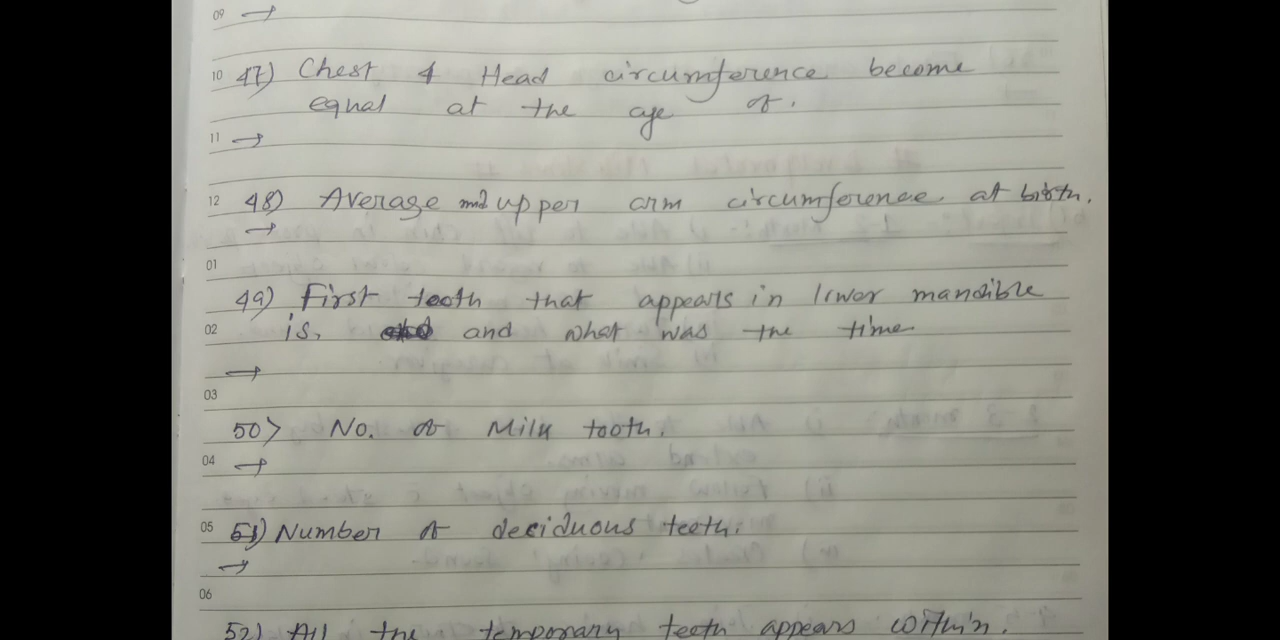 09 →
10 47) Chest & Head circumference become
equal at the age of.
11 →
12 48) Average mid upper arm circumference at birth.
→
01
49) First tooth that appears in lower mandible
02 is. and what was the time
→
03
50> No. of Milk tooth.
04 →
05 51) Number of deciduous teeth.
→
06
52) All the temporary teeth appears within.